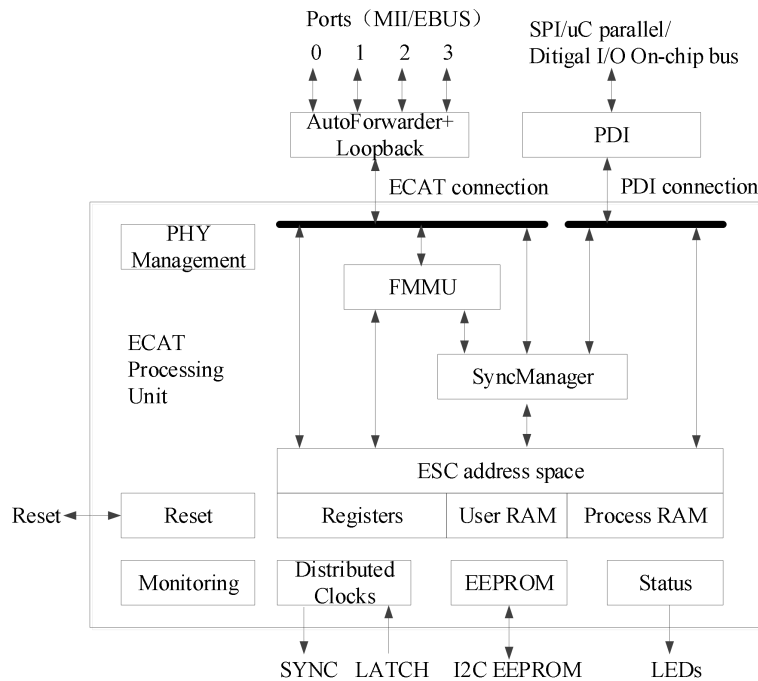 Ports（MII/EBUS）
0 1 2 3
SPI/uC parallel/
Ditigal I/O On-chip bus
AutoForwarder+
Loopback
PDI
ECAT connection
PDI connection
PHY
Management
FMMU
ECAT
Processing
Unit
SyncManager
ESC address space
Reset
Reset
Registers
User RAM
Process RAM
Monitoring
Distributed
Clocks
EEPROM
Status
SYNC
LATCH
I2C EEPROM
LEDs